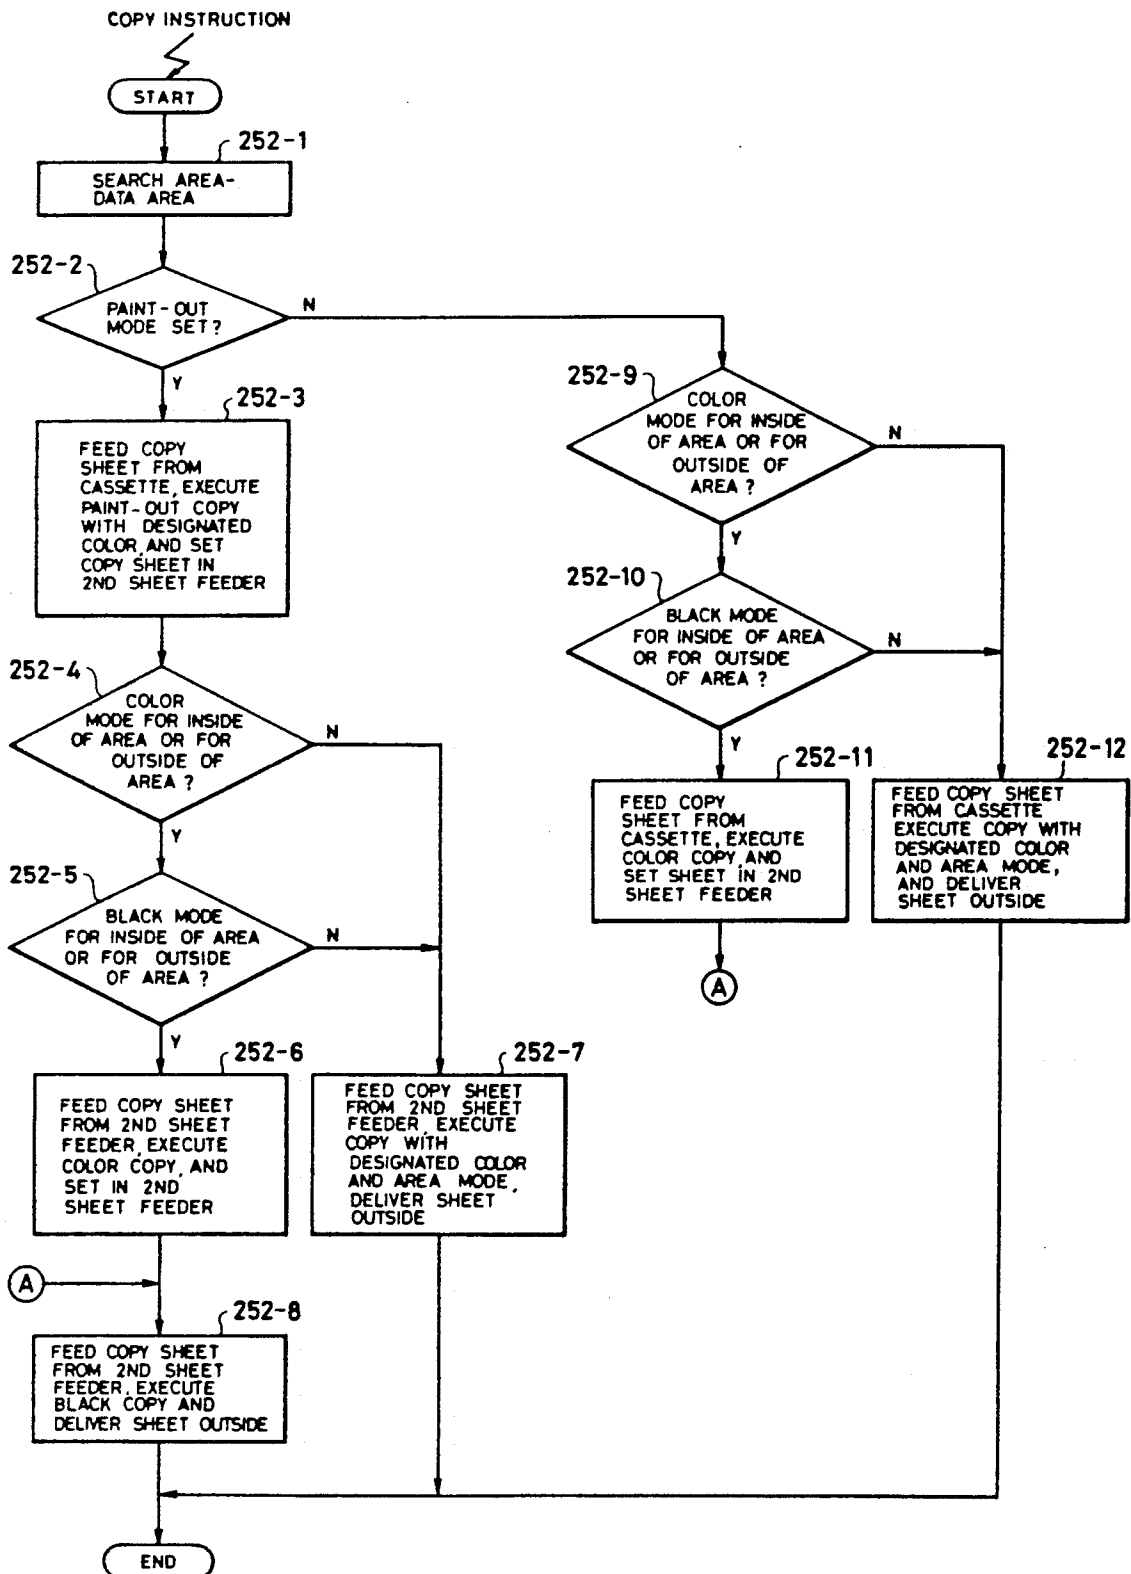 COPY INSTRUCTION
START
252-1
SEARCH AREA-
DATA AREA
252-2
PAINT-OUT
MODE SET?
N
Y
252-3
FEED COPY
SHEET FROM
CASSETTE, EXECUTE
PAINT-OUT COPY
WITH DESIGNATED
COLOR, AND SET
COPY SHEET IN
2ND SHEET FEEDER
252-4
COLOR
MODE FOR INSIDE
OF AREA OR FOR
OUTSIDE OF
AREA?
N
Y
252-5
BLACK MODE
FOR INSIDE OF AREA
OR FOR OUTSIDE
OF AREA?
N
Y
252-6
FEED COPY SHEET
FROM 2ND SHEET
FEEDER, EXECUTE
COLOR COPY, AND
SET IN 2ND
SHEET FEEDER
252-7
FEED COPY SHEET
FROM 2ND SHEET
FEEDER, EXECUTE
COPY WITH
DESIGNATED COLOR
AND AREA MODE,
DELIVER SHEET
OUTSIDE
A
252-8
FEED COPY SHEET
FROM 2ND SHEET
FEEDER, EXECUTE
BLACK COPY AND
DELIVER SHEET OUTSIDE
END
252-9
COLOR
MODE FOR INSIDE
OF AREA OR FOR
OUTSIDE OF
AREA?
N
Y
252-10
BLACK MODE
FOR INSIDE OF AREA
OR FOR OUTSIDE
OF AREA?
N
Y
252-11
FEED COPY
SHEET FROM
CASSETTE, EXECUTE
COLOR COPY, AND
SET SHEET IN 2ND
SHEET FEEDER
A
252-12
FEED COPY SHEET
FROM CASSETTE
EXECUTE COPY WITH
DESIGNATED COLOR
AND AREA MODE,
AND DELIVER
SHEET OUTSIDE